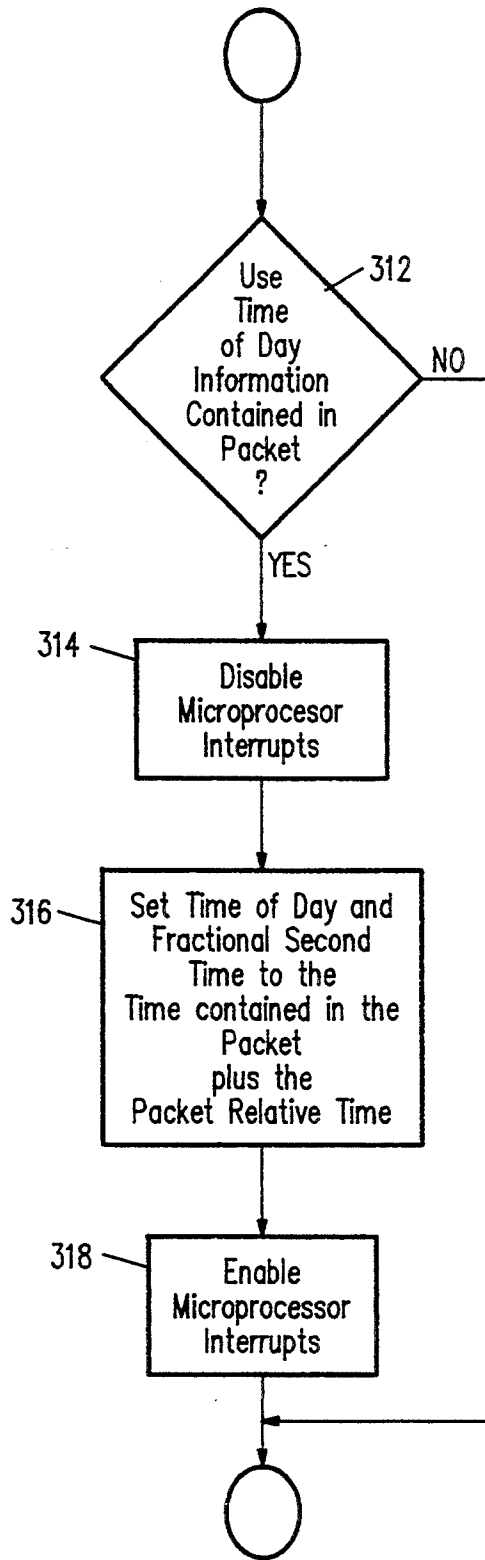 312
Use
Time
of Day
Information
Contained in
Packet
?
NO
YES
314
Disable
Microprocesor
Interrupts
316
Set Time of Day and
Fractional Second
Time to the
Time contained in the
Packet
plus the
Packet Relative Time
318
Enable
Microprocessor
Interrupts